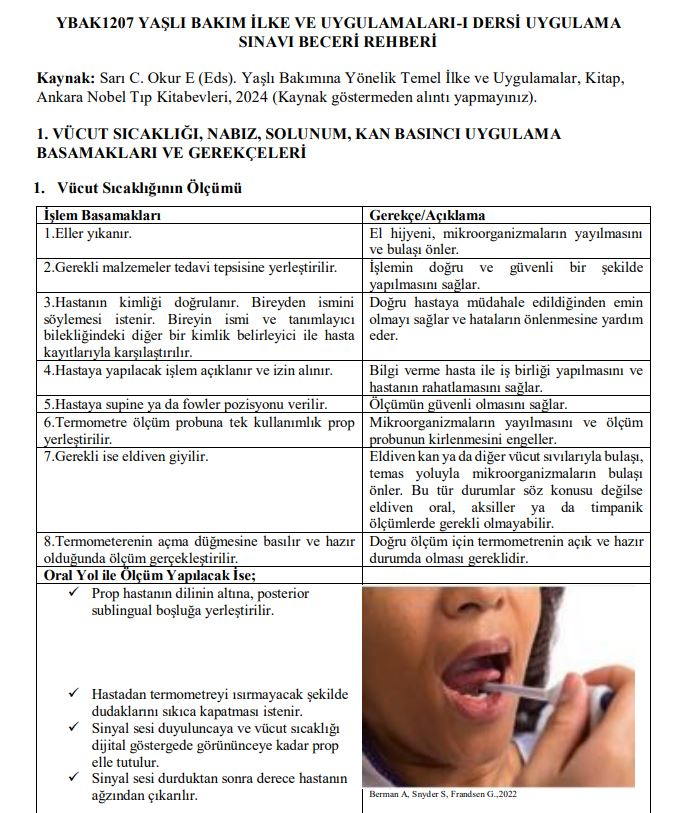 YBAK1207 YAŞLI BAKIM İLKE VE UYGULAMALARI-I DERSİ UYGULAMA
SINAVI BECERİ REHBERİ
Kaynak: Sarı C. Okur E (Eds). Yaşlı Bakımına Yönelik Temel İlke ve Uygulamalar, Kitap,
Ankara Nobel Tıp Kitabevleri, 2024 (Kaynak göstermeden alıntı yapmayınız).
1. VÜCUT SICAKLIĞI, NABIZ, SOLUNUM, KAN BASINCI UYGULAMA
BASAMAKLARI VE GEREKÇELERİ
1. Vücut Sıcaklığının Ölçümü
İşlem Basamakları
Gerekçe/Açıklama
1.Eller yıkanır.
El hijyeni, mikroorganizmaların yayılmasını
ve bulaşı önler.
2.Gerekli malzemeler tedavi tepsisine yerleştirilir.
İşlemin doğru ve güvenli bir şekilde
yapılmasını sağlar.
3.Hastanın kimliği doğrulanır. Bireyden ismini
söylemesi istenir. Bireyin ismi ve tanımlayıcı
bilekliğindeki diğer bir kimlik belirleyici ile hasta
kayıtlarıyla karşılaştırılır.
Doğru hastaya müdahale edildiğinden emin
olmayı sağlar ve hataların önlenmesine yardım
eder.
4.Hastaya yapılacak işlem açıklanır ve izin alınır.
Bilgi verme hasta ile iş birliği yapılmasını ve
hastanın rahatlamasını sağlar.
5.Hastaya supine ya da fowler pozisyonu verilir.
Ölçümün güvenli olmasını sağlar.
6.Termometre ölçüm probuna tek kullanımlık prop
yerleştirilir.
Mikroorganizmaların yayılmasını ve ölçüm
probunun kirlenmesini engeller.
7.Gerekli ise eldiven giyilir.
Eldiven kan ya da diğer vücut sıvılarıyla bulaşı,
temas yoluyla mikroorganizmaların bulaşı
önler. Bu tür durumlar söz konusu değilse
eldiven oral, aksiller ya da timpanik
ölçümlerde gerekli olmayabilir.
8.Termometerenin açma düğmesine basılır ve hazır
olduğunda ölçüm gerçekleştirilir.
Doğru ölçüm için termometrenin açık ve hazır
durumda olması gereklidir.
Oral Yol ile Ölçüm Yapılacak İse;
✓ Prop hastanın dilinin altına, posterior
sublingual boşluğa yerleştirilir.
✓ Hastadan termometreyi ısırmayacak şekilde
dudaklarını sıkıca kapatması istenir.
✓ Sinyal sesi duyuluncaya ve vücut sıcaklığı
dijital göstergede görününceye kadar prop
elle tutulur.
✓ Sinyal sesi durduktan sonra derece hastanın
ağzından çıkarılır.
Berman A, Snyder S, Frandsen G.,2022